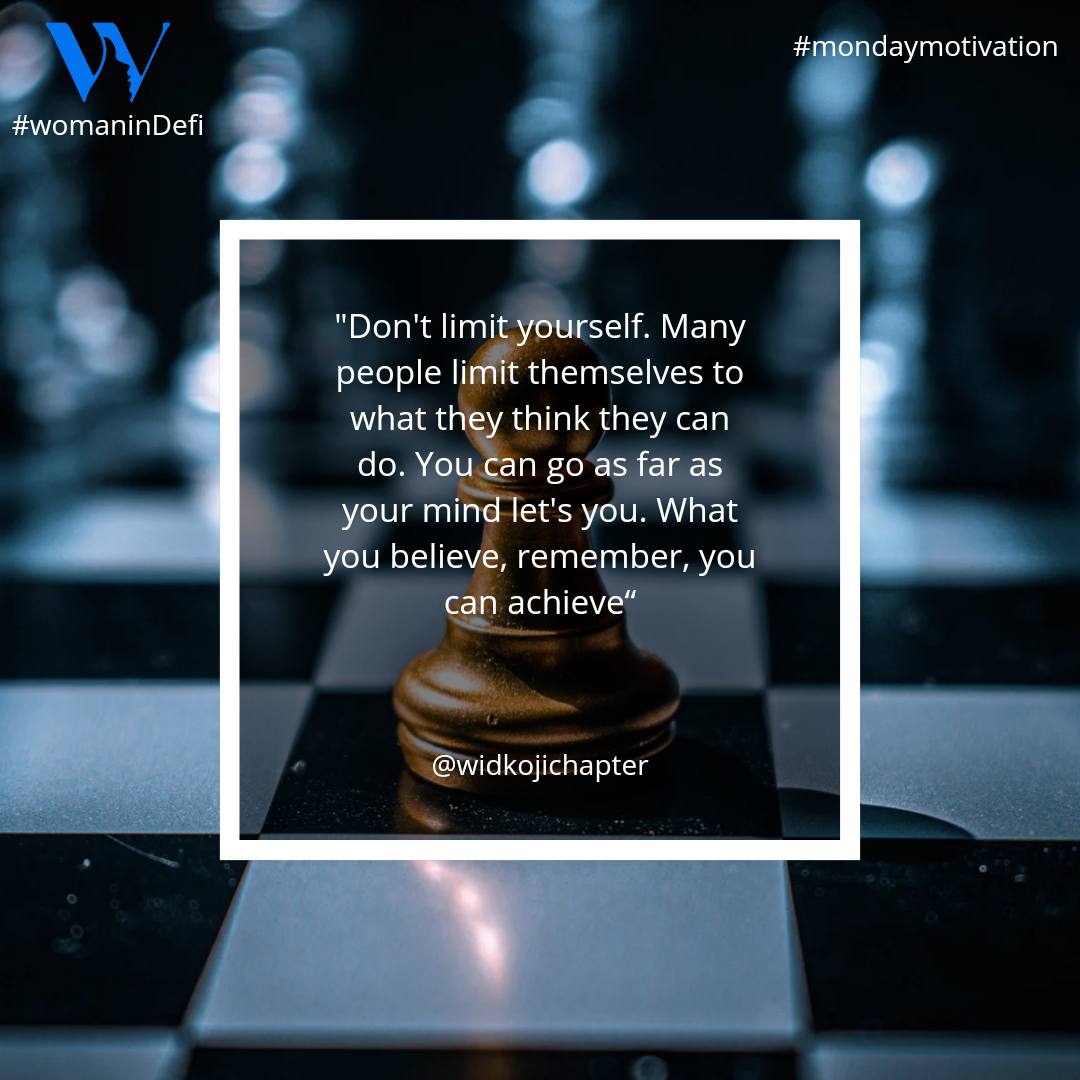 #mondaymotivation
#womaninDefi
"Don't limit yourself. Many
people limit themselves to
what they think they can
do. You can go as far as
your mind let's you. What
you believe, remember, you
can achieve“
@widkojichapter